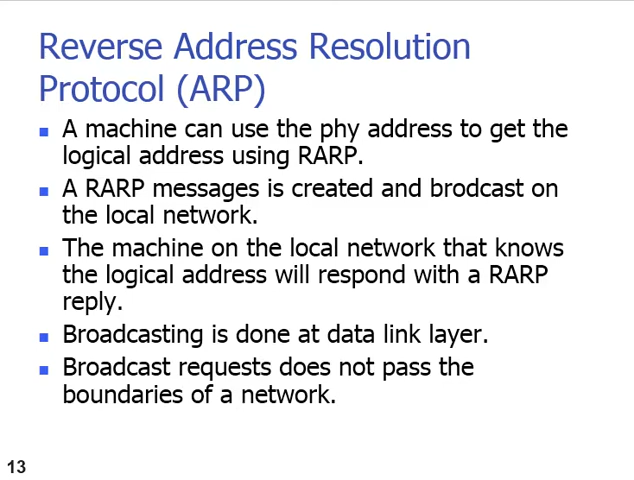 Reverse Address Resolution
Protocol (ARP)
A machine can use the phy address to get the
logical address using RARP.
A RARP messages is created and brodcast on
the local network.
The machine on the local network that knows
the logical address will respond with a RARP
reply.
Broadcasting is done at data link layer.
Broadcast requests does not pass the
boundaries of a network.
13